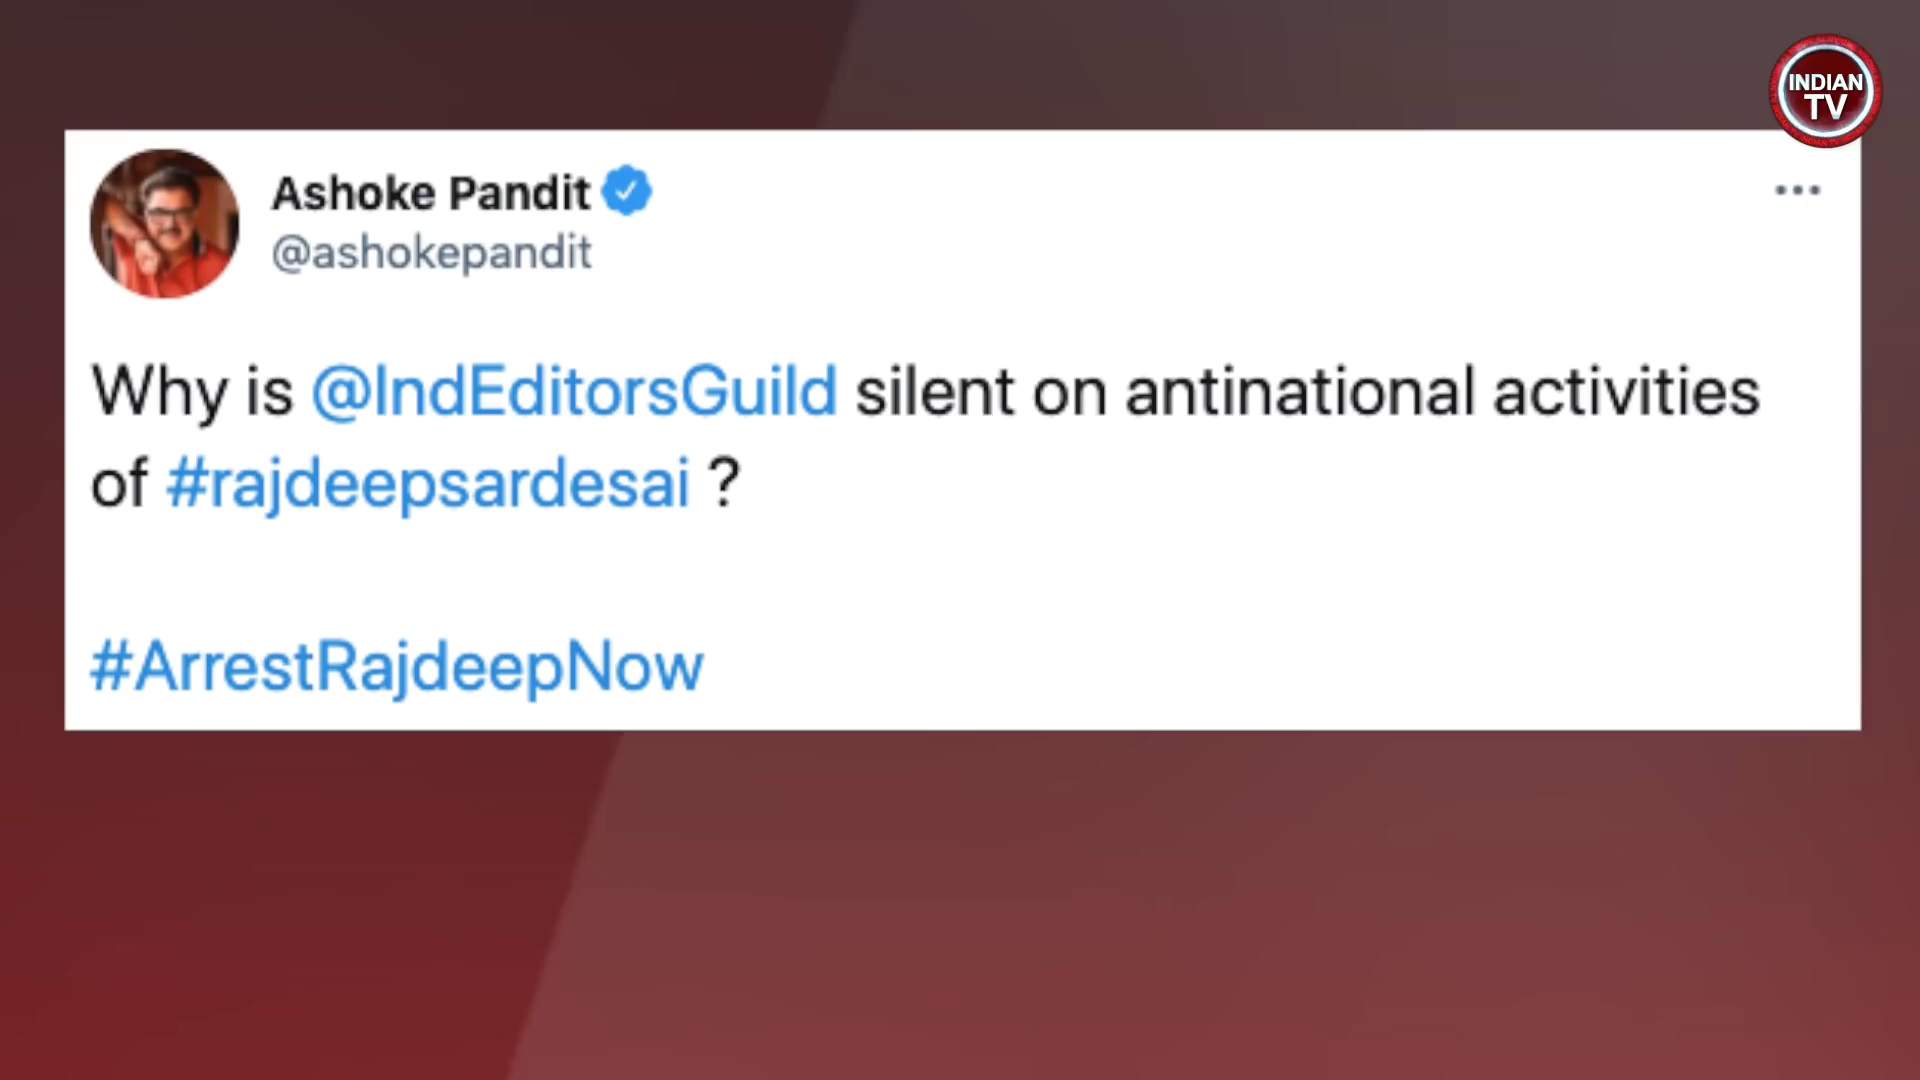 INDIAN
TV
Ashoke Pandit
@ashokepandit
Why is @IndEditorsGuild silent on antinational activities
of #rajdeepsardesai ?
#ArrestRajdeepNow